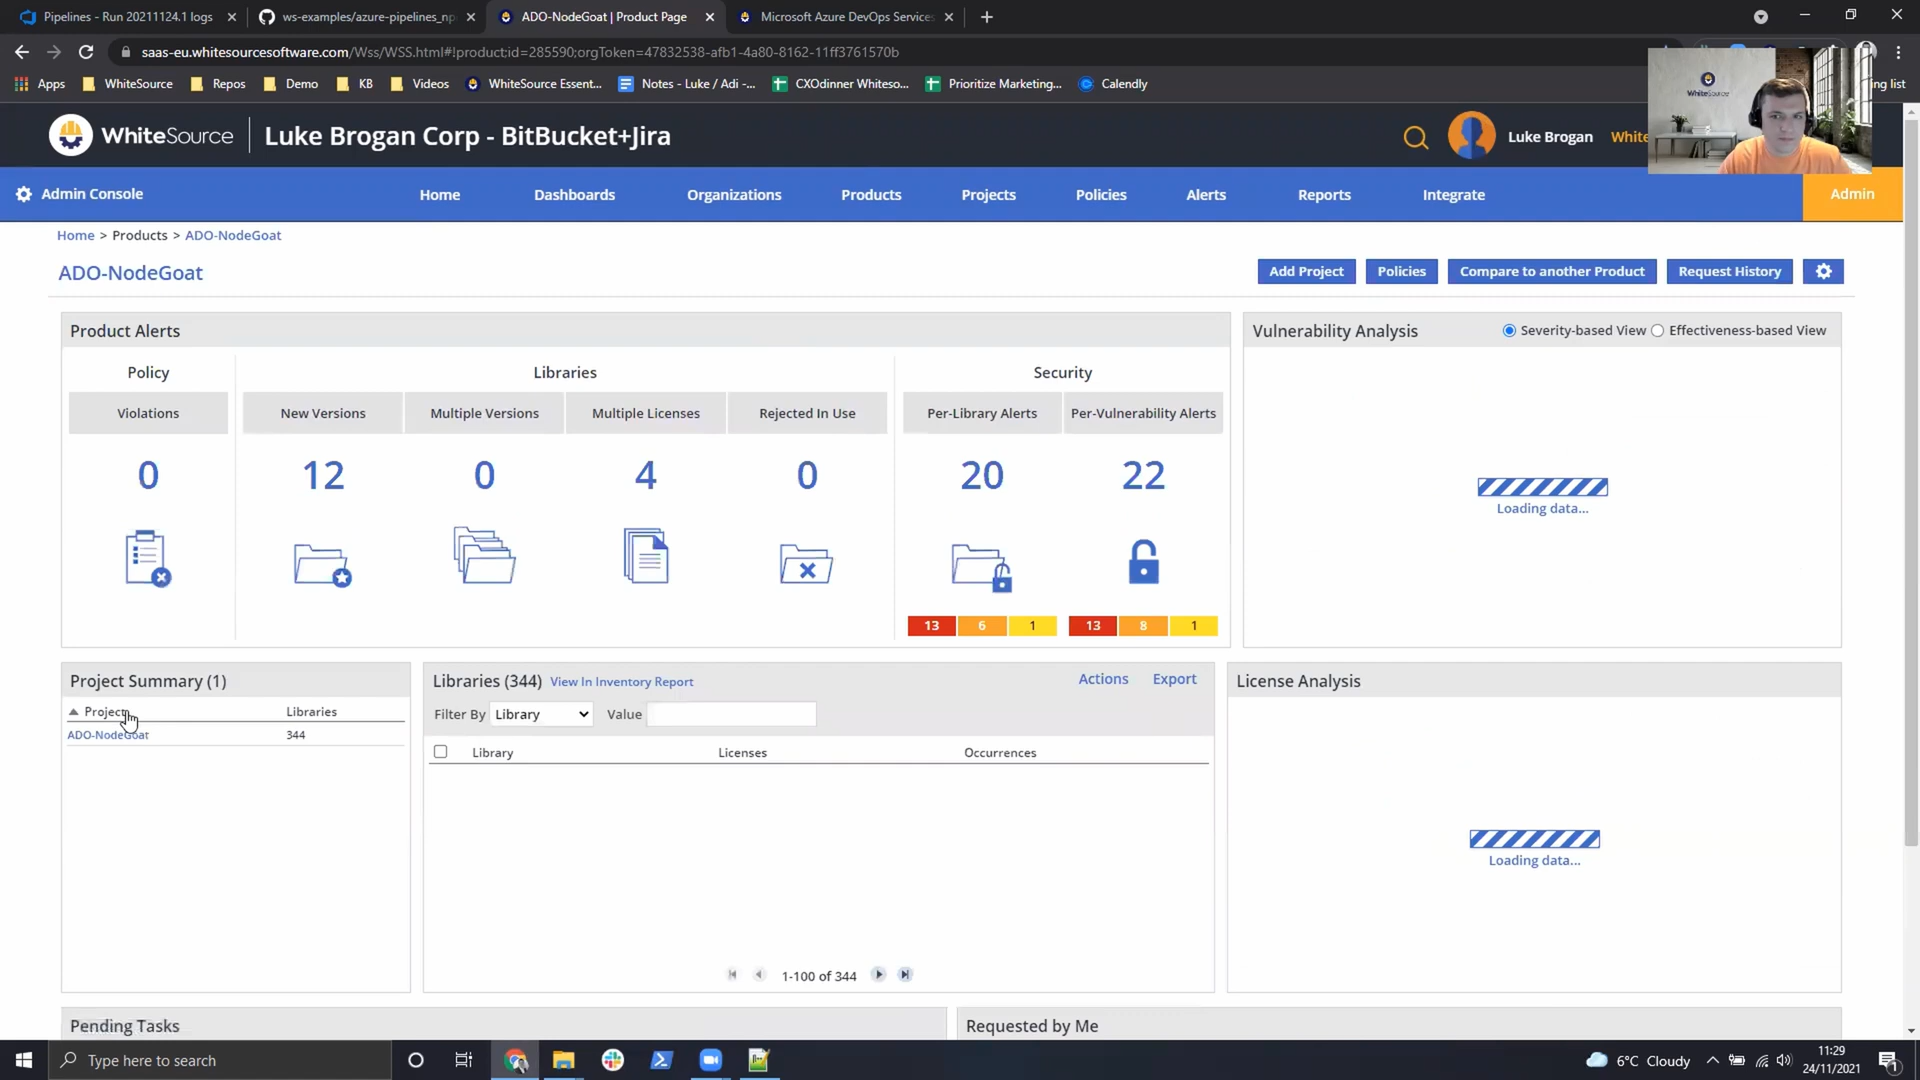 Pipelines - Run 20211124.1 logs
ws-examples/azure-pipelines_np
ADO-NodeGoat | Product Page
Microsoft Azure DevOps Services
saas-eu.whitesourcesoftware.com/Wss/WSS.html#!product;id=285590;orgToken=47832538-afb1-4a80-8162-11ff3761570b
Apps
WhiteSource
Repos
Demo
KB
Videos
WhiteSource Essent...
Notes - Luke / Adi -...
CXOdinner Whiteso...
Prioritize Marketing...
Calendly
ng list
WhiteSource
WhiteSource
Luke Brogan Corp - BitBucket+Jira
Luke Brogan
White
Admin Console
Home
Dashboards
Organizations
Products
Projects
Policies
Alerts
Reports
Integrate
Admin
Home > Products > ADO-NodeGoat
ADO-NodeGoat
Add Project
Policies
Compare to another Product
Request History
Product Alerts
Policy
Libraries
Security
Violations
New Versions
Multiple Versions
Multiple Licenses
Rejected In Use
Per-Library Alerts
Per-Vulnerability Alerts
0
12
0
4
0
20
22
13
6
1
13
8
1
Vulnerability Analysis
Severity-based View
Effectiveness-based View
Loading data...
Project Summary (1)
Project
Libraries
ADO-NodeGoat
344
Libraries (344)
View In Inventory Report
Actions
Export
Filter By
Library
Value
Library
Licenses
Occurrences
1-100 of 344
License Analysis
Loading data...
Pending Tasks
Requested by Me
Type here to search
6°C Cloudy
11:29
24/11/2021
1